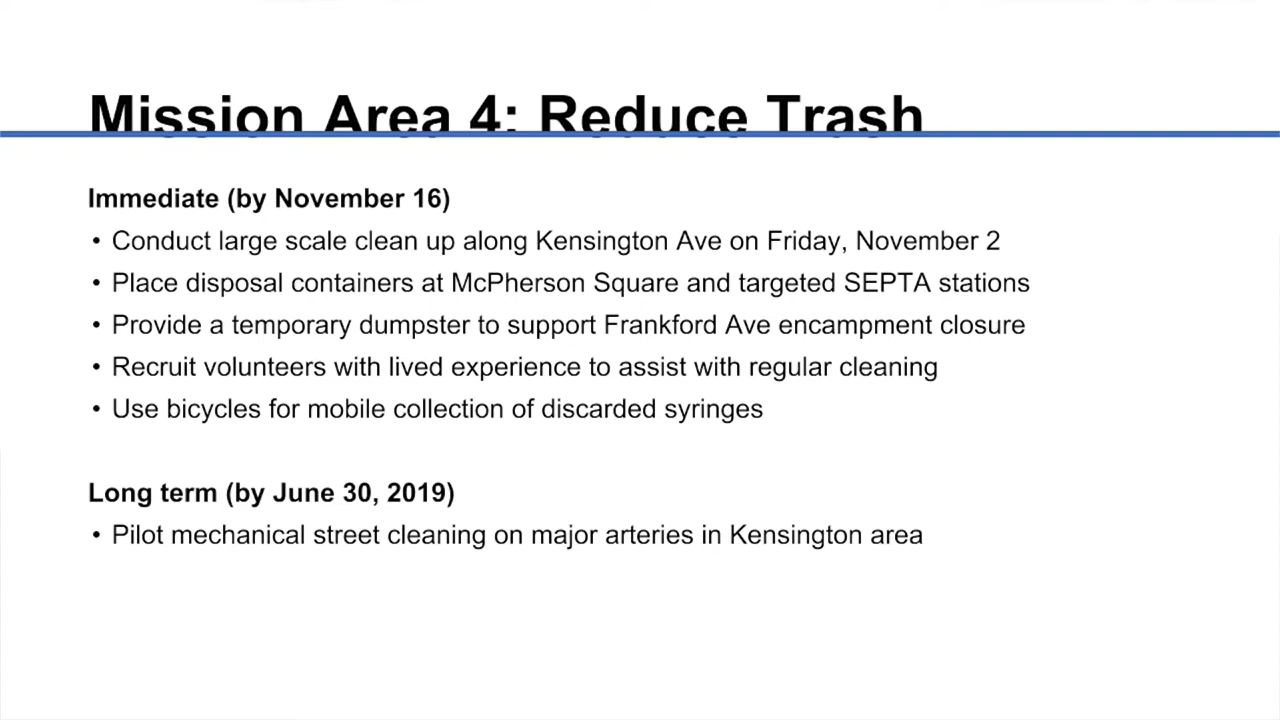 Mission Area 4: Reduce Trash
Immediate (by November 16)
• Conduct large scale clean up along Kensington Ave on Friday, November 2
• Place disposal containers at McPherson Square and targeted SEPTA stations
• Provide a temporary dumpster to support Frankford Ave encampment closure
• Recruit volunteers with lived experience to assist with regular cleaning
• Use bicycles for mobile collection of discarded syringes
Long term (by June 30, 2019)
• Pilot mechanical street cleaning on major arteries in Kensington area